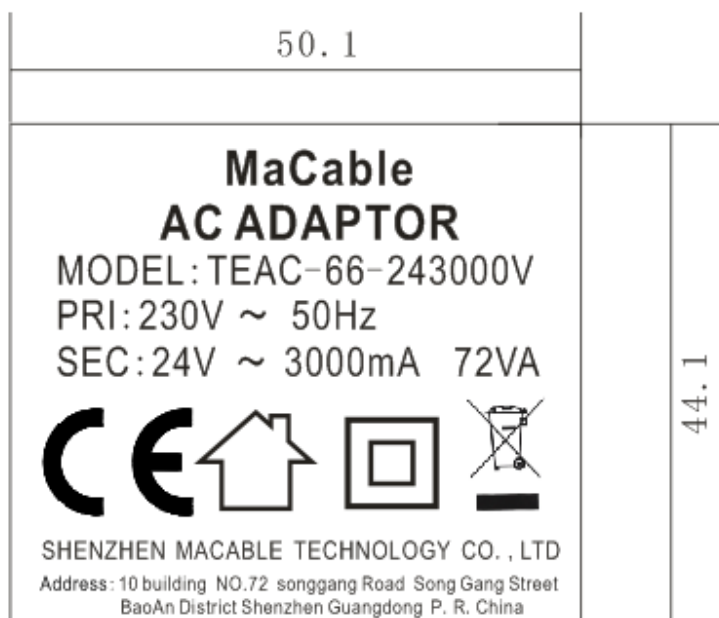 50.1
MaCable
AC ADAPTOR
MODEL: TEAC-66-243000V
PRI: 230V ~ 50Hz
SEC: 24V ~ 3000mA 72VA
CE
44.1
SHENZHEN MACABLE TECHNOLOGY CO., LTD
Address: 10 building NO.72 songgang Road Song Gang Street
BaoAn District Shenzhen Guangdong P. R. China